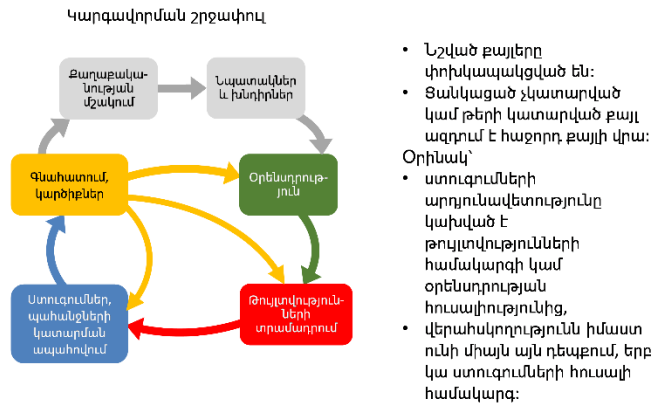 Կարգավորման շրջափուլ
Քաղաքակա-
նության
մշակում
Նպատակներ
և խնդիրներ
Գնահատում,
կարծիքներ
Օրենսդրութ-
յուն
Ստուգումներ,
պահանջների
կատարման
ապահովում
Թույլտվություն-
ների
տրամադրում
• Նշված քայլերը
փոխկապակցված են:
• Ցանկացած չկատարված
կամ թերի կատարված քայլ
ազդում է հաջորդ քայլի վրա:
Օրինակ՝
• ստուգումների
արդյունավետությունը
կախված է
թույլտվությունների
համակարգի կամ
օրենսդրության
հուսալիությունից,
• վերահսկողությունն իմաստ
ունի միայն այն դեպքում, երբ
կա ստուգումների հուսալի
համակարգ: